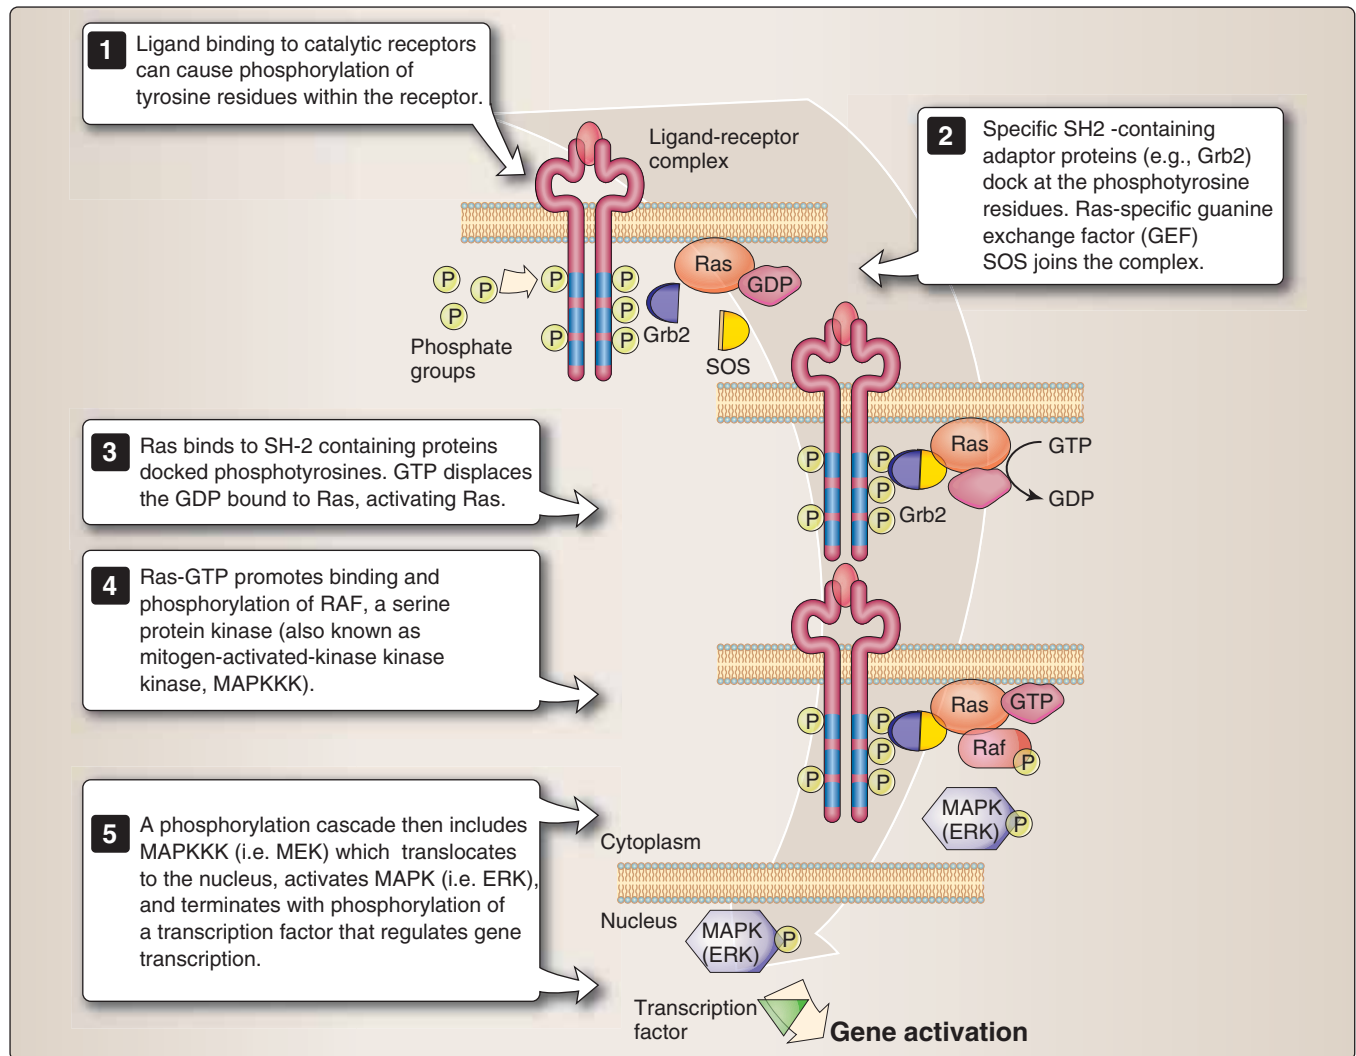 1
Ligand binding to catalytic receptors
can cause phosphorylation of
tyrosine residues within the receptor.
Ligand-receptor
complex
2
Specific SH2 -containing
adaptor proteins (e.g., Grb2)
dock at the phosphotyrosine
residues. Ras-specific guanine
exchange factor (GEF)
SOS joins the complex.
P
P
P
P
P
P
P
P
Phosphate
groups
Ras
GDP
Grb2
SOS
3
Ras binds to SH-2 containing proteins
docked phosphotyrosines. GTP displaces
the GDP bound to Ras, activating Ras.
P
P
P
P
P
Grb2
Ras
GTP
GDP
4
Ras-GTP promotes binding and
phosphorylation of RAF, a serine
protein kinase (also known as
mitogen-activated-kinase kinase
kinase, MAPKKK).
P
P
P
P
P
Ras
GTP
Raf
P
MAPK
(ERK)
P
5
A phosphorylation cascade then includes
MAPKKK (i.e. MEK) which translocates
to the nucleus, activates MAPK (i.e. ERK),
and terminates with phosphorylation of
a transcription factor that regulates gene
transcription.
Cytoplasm
Nucleus
MAPK
(ERK)
P
Transcription
factor
Gene activation